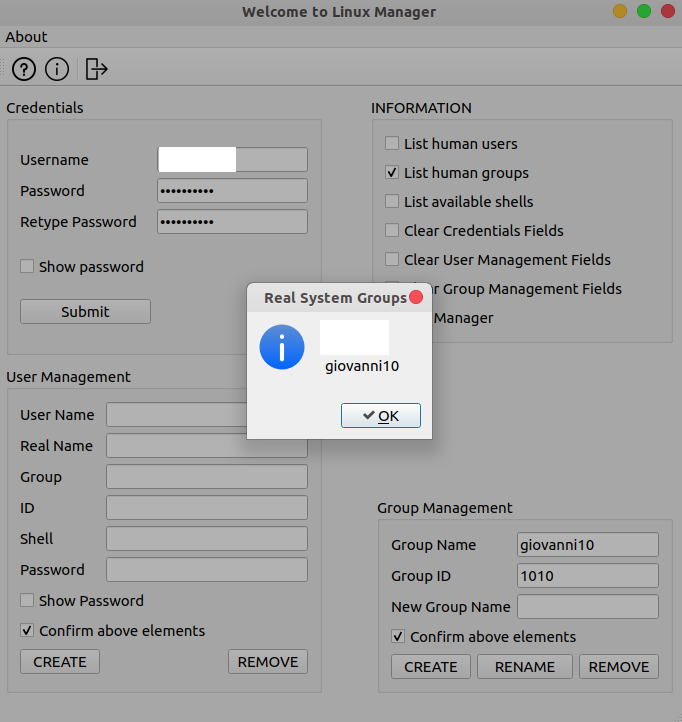 Welcome to Linux Manager
About
Credentials
Username
Password ••••••••••
Retype Password ••••••••••
Show password
Submit
INFORMATION
List human users
List human groups
List available shells
Clear Credentials Fields
Clear User Management Fields
Group Management Fields
Manager
Real System Groups
giovanni10
OK
User Management
User Name
Real Name
Group
ID
Shell
Password
Show Password
Confirm above elements
CREATE REMOVE
Group Management
Group Name giovanni10
Group ID 1010
New Group Name
Confirm above elements
CREATE RENAME REMOVE